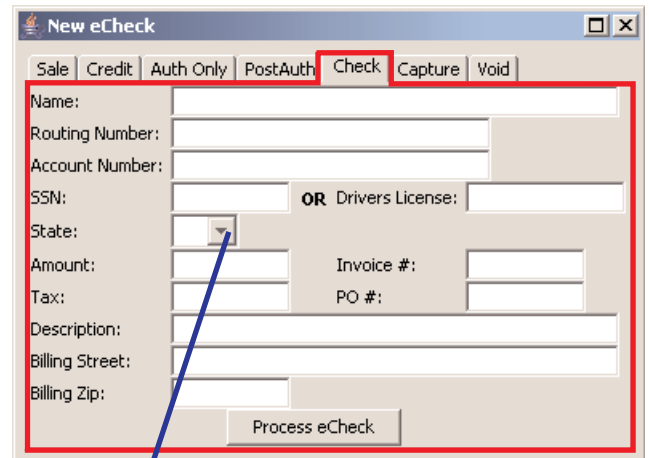 New eCheck
Sale Credit Auth Only PostAuth Check Capture Void
Name:
Routing Number:
Account Number:
SSN: OR Drivers License:
State:
Amount: Invoice #:
Tax: PO #:
Description:
Billing Street:
Billing Zip:
Process eCheck